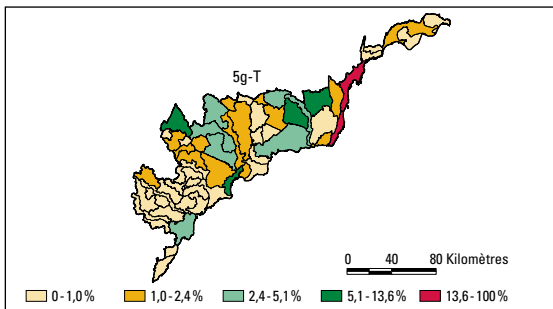 5g-T
0 40 80 Kilomètres
0 - 1,0 % 1,0 - 2,4 % 2,4 - 5,1 % 5,1 - 13,6 % 13,6 - 100 %